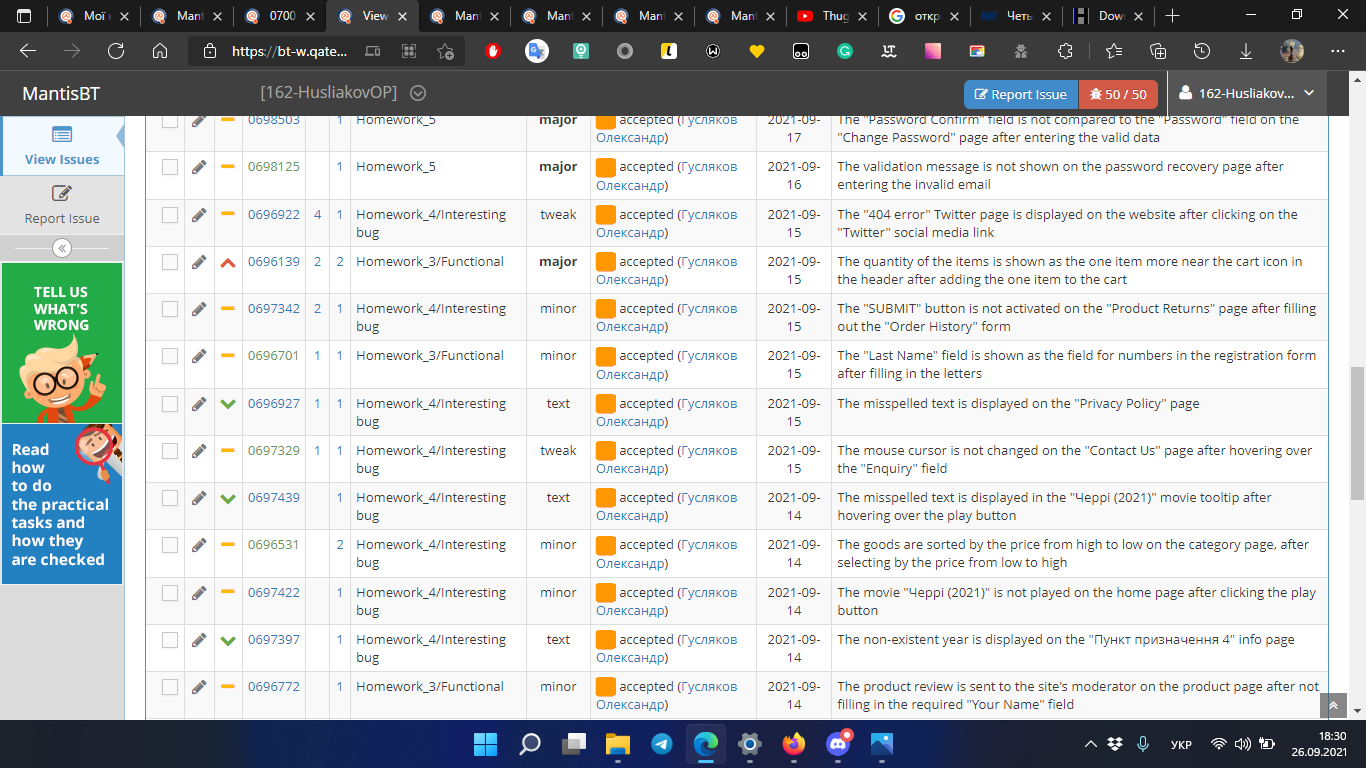 Мої к
Mant
0700
View
Mant
Mant
Mant
Mant
Thug
откр
Четь
Dow
https://bt-w.qate...
MantisBT
[162-HusliakovOP]
Report Issue
50 / 50
162-Husliakov...
View Issues
Report Issue
TELL US
WHAT'S
WRONG
Read
how
to do
the practical
tasks and
how they
are checked
0698503 1 Homework_5 major accepted (Гусляков 2021-09- The "Password Confirm" field is not compared to the "Password" field on the
Олександр) 17 "Change Password" page after entering the valid data
0698125 1 Homework_5 major accepted (Гусляков 2021-09- The validation message is not shown on the password recovery page after
Олександр) 16 entering the invalid email
0696922 4 1 Homework_4/Interesting tweak accepted (Гусляков 2021-09- The "404 error" Twitter page is displayed on the website after clicking on the
bug Олександр) 15 "Twitter" social media link
0696139 2 2 Homework_3/Functional major accepted (Гусляков 2021-09- The quantity of the items is shown as the one item more near the cart icon in
Олександр) 15 the header after adding the one item to the cart
0697342 2 1 Homework_4/Interesting minor accepted (Гусляков 2021-09- The "SUBMIT" button is not activated on the "Product Returns" page after filling
bug Олександр) 15 out the "Order History" form
0696701 1 1 Homework_3/Functional minor accepted (Гусляков 2021-09- The "Last Name" field is shown as the field for numbers in the registration form
Олександр) 15 after filling in the letters
0696927 1 1 Homework_4/Interesting text accepted (Гусляков 2021-09- The misspelled text is displayed on the "Privacy Policy" page
bug Олександр) 15
0697329 1 1 Homework_4/Interesting tweak accepted (Гусляков 2021-09- The mouse cursor is not changed on the "Contact Us" page after hovering over
bug Олександр) 15 the "Enquiry" field
0697439 1 Homework_4/Interesting text accepted (Гусляков 2021-09- The misspelled text is displayed in the "Черрі (2021)" movie tooltip after
bug Олександр) 14 hovering over the play button
0696531 2 Homework_4/Interesting minor accepted (Гусляков 2021-09- The goods are sorted by the price from high to low on the category page, after
bug Олександр) 14 selecting by the price from low to high
0697422 1 Homework_4/Interesting minor accepted (Гусляков 2021-09- The movie "Черрі (2021)" is not played on the home page after clicking the play
bug Олександр) 14 button
0697397 1 Homework_4/Interesting text accepted (Гусляков 2021-09- The non-existent year is displayed on the "Пункт призначення 4" info page
bug Олександр) 14
0696772 1 Homework_3/Functional minor accepted (Гусляков 2021-09- The product review is sent to the site's moderator on the product page after not
Олександр) 14 filling in the required "Your Name" field
УКР
18:30
26.09.2021